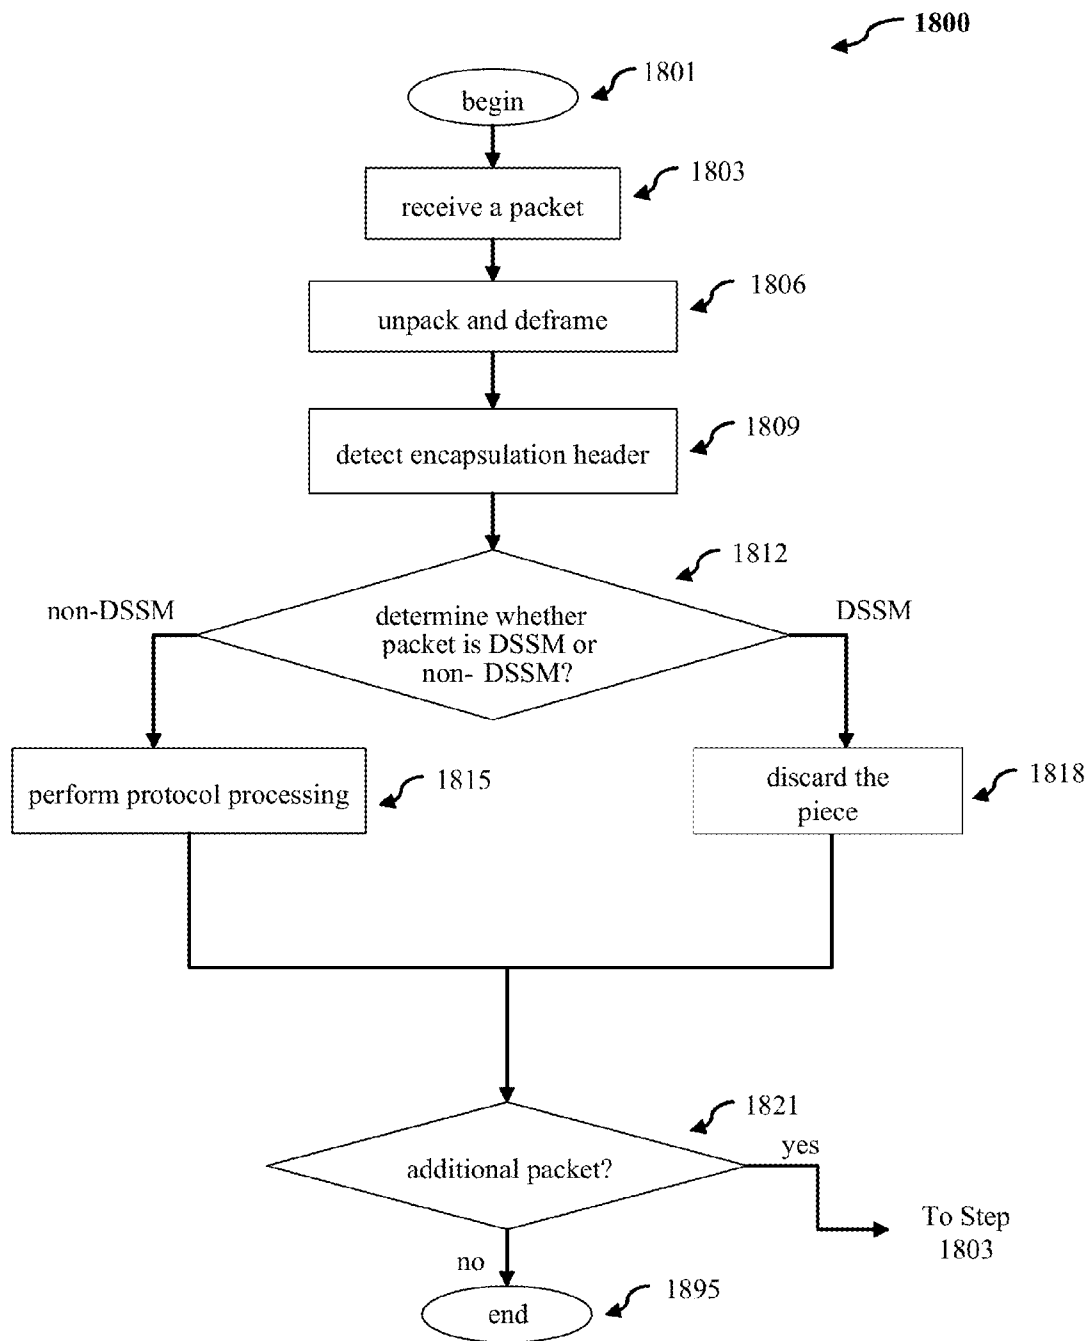 1800
begin
1801
receive a packet
1803
unpack and deframe
1806
detect encapsulation header
1809
1812
non-DSSM
DSSM
determine whether
packet is DSSM or
non- DSSM?
perform protocol processing
1815
discard the
piece
1818
1821
additional packet?
yes
To Step
1803
no
end
1895